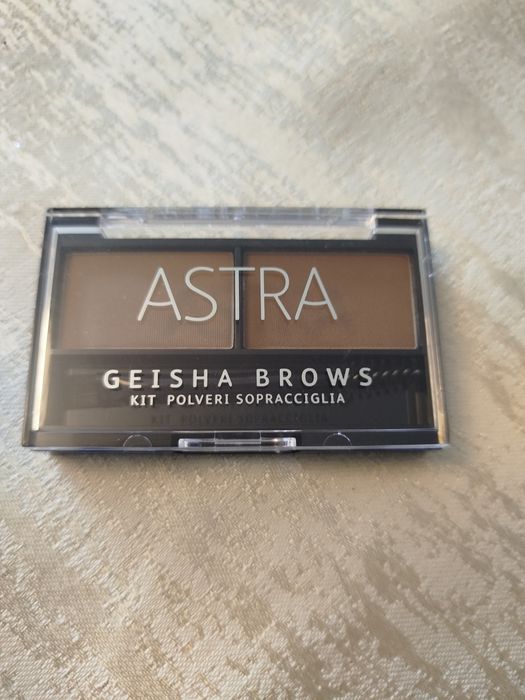 ASTRA
GEISHA BROWS
KIT POLVERI SOPRACCIGLIA